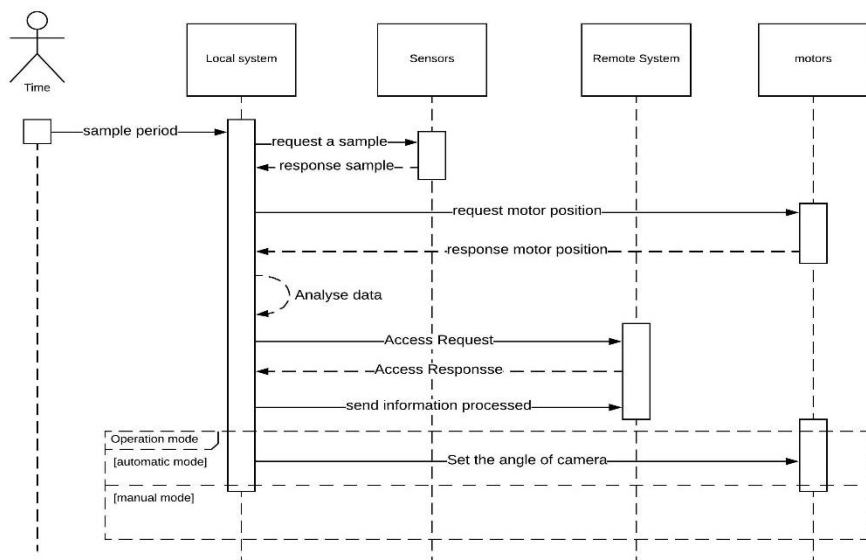 Time
Local system
Sensors
Remote System
motors
sample period
request a sample
response sample
request motor position
response motor position
Analyse data
Access Request
Access Responsse
send information processed
Operation mode
[automatic mode]
Set the angle of camera
[manual mode]